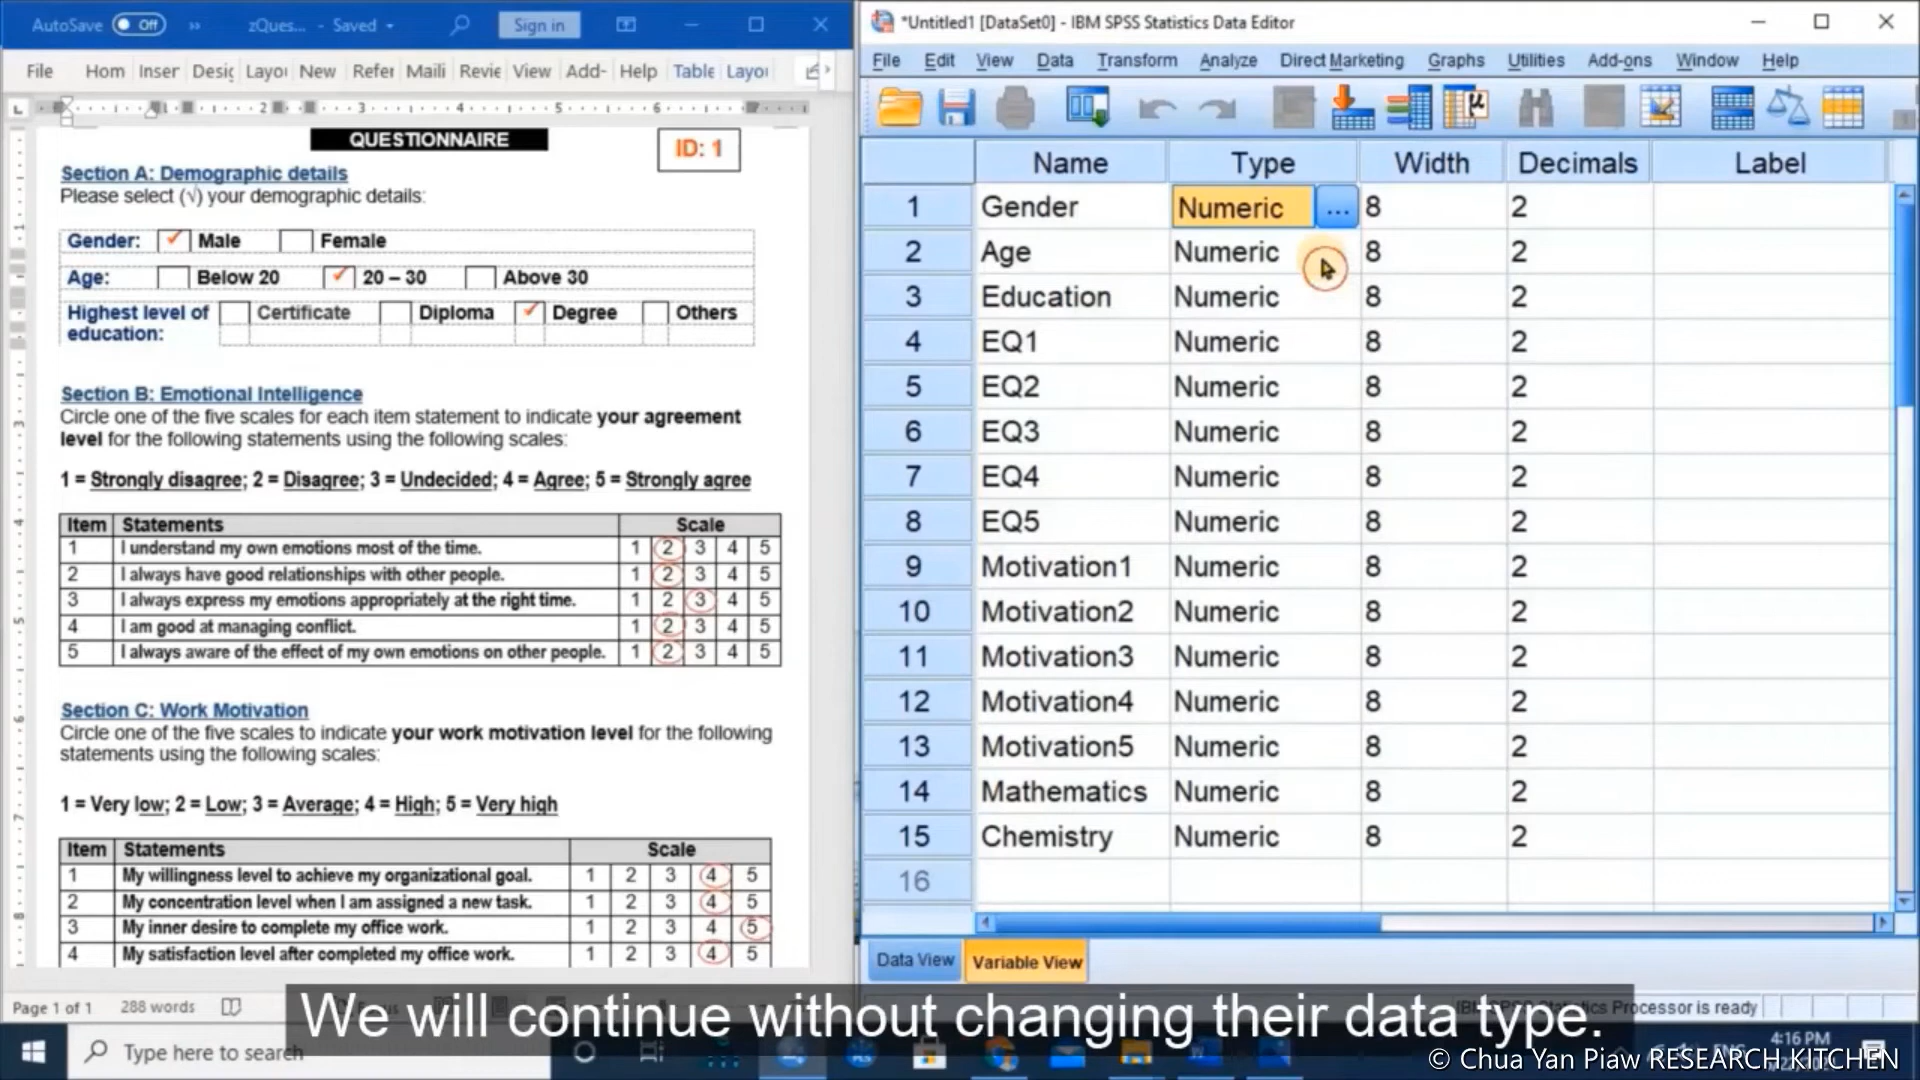 AutoSave Off » zQues... - Saved Sign in
File Hom Inser Desig Layou New Refer Maili Revie View Add- Help Table Layou
QUESTIONNAIRE
ID: 1
Section A: Demographic details
Please select (√) your demographic details:
Gender: Male Female
Age: Below 20 20 – 30 Above 30
Highest level of education: Certificate Diploma Degree Others
Section B: Emotional Intelligence
Circle one of the five scales for each item statement to indicate your agreement
level for the following statements using the following scales:
1 = Strongly disagree; 2 = Disagree; 3 = Undecided; 4 = Agree; 5 = Strongly agree
Item Statements Scale
1 I understand my own emotions most of the time. 1 2 3 4 5
2 I always have good relationships with other people. 1 2 3 4 5
3 I always express my emotions appropriately at the right time. 1 2 3 4 5
4 I am good at managing conflict. 1 2 3 4 5
5 I always aware of the effect of my own emotions on other people. 1 2 3 4 5
Section C: Work Motivation
Circle one of the five scales to indicate your work motivation level for the following
statements using the following scales:
1 = Very low; 2 = Low; 3 = Average; 4 = High; 5 = Very high
Item Statements Scale
1 My willingness level to achieve my organizational goal. 1 2 3 4 5
2 My concentration level when I am assigned a new task. 1 2 3 4 5
3 My inner desire to complete my office work. 1 2 3 4 5
4 My satisfaction level after completed my office work. 1 2 3 4 5
Page 1 of 1 288 words
*Untitled1 [DataSet0] - IBM SPSS Statistics Data Editor
File Edit View Data Transform Analyze Direct Marketing Graphs Utilities Add-ons Window Help
Name Type Width Decimals Label
1 Gender Numeric ... 8 2
2 Age Numeric 8 2
3 Education Numeric 8 2
4 EQ1 Numeric 8 2
5 EQ2 Numeric 8 2
6 EQ3 Numeric 8 2
7 EQ4 Numeric 8 2
8 EQ5 Numeric 8 2
9 Motivation1 Numeric 8 2
10 Motivation2 Numeric 8 2
11 Motivation3 Numeric 8 2
12 Motivation4 Numeric 8 2
13 Motivation5 Numeric 8 2
14 Mathematics Numeric 8 2
15 Chemistry Numeric 8 2
16
Data View Variable View
Processor is ready
We will continue without changing their data type.
Type here to search
4:16 PM
© Chua Yan Piaw RESEARCH KITCHEN